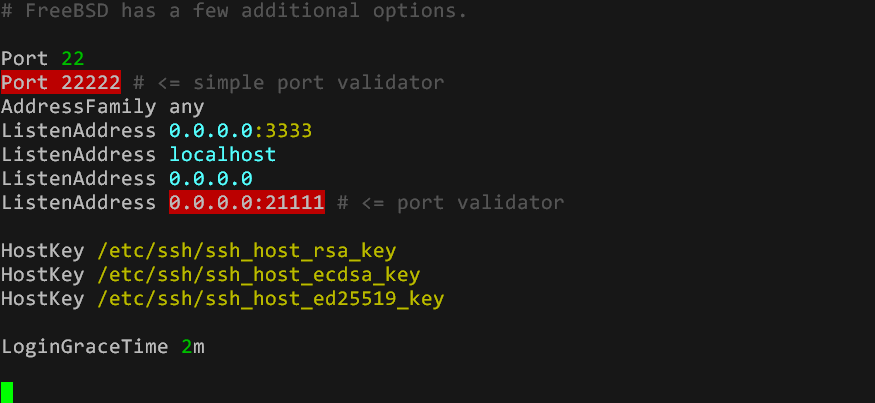 # FreeBSD has a few additional options.
Port 22
Port 22222 # <= simple port validator
AddressFamily any
ListenAddress 0.0.0.0:3333
ListenAddress localhost
ListenAddress 0.0.0.0
ListenAddress 0.0.0.0:21111 # <= port validator
HostKey /etc/ssh/ssh_host_rsa_key
HostKey /etc/ssh/ssh_host_ecdsa_key
HostKey /etc/ssh/ssh_host_ed25519_key
LoginGraceTime 2m